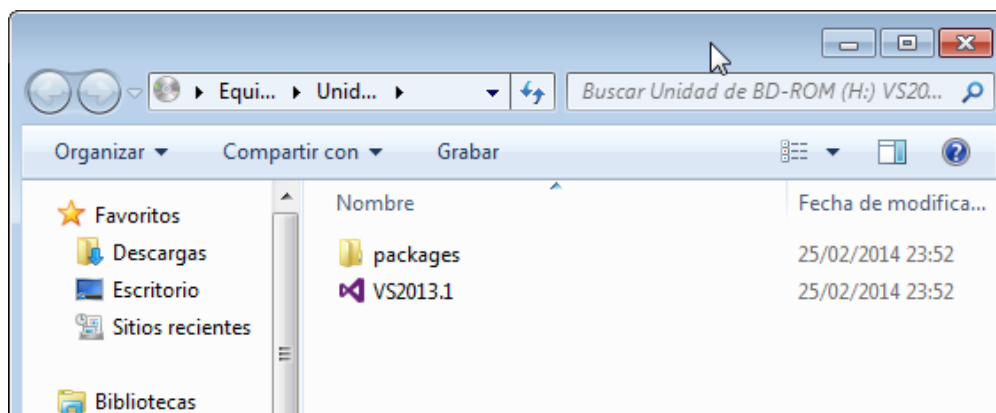 Equi... Unid...
Buscar Unidad de BD-ROM (H:) VS20...
Organizar Compartir con Grabar
Nombre Fecha de modifica...
Favoritos
Descargas
Escritorio
Sitios recientes
Bibliotecas
packages 25/02/2014 23:52
VS2013.1 25/02/2014 23:52